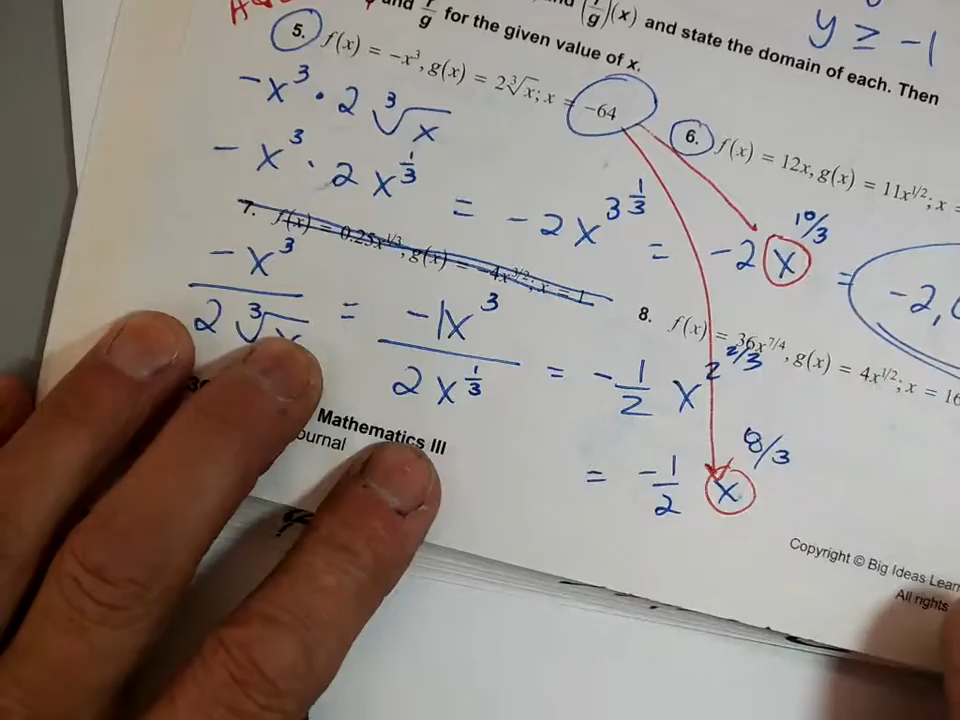 and f/g for the given value of x.
(f/g)(x) and state the domain of each. Then
y ≥ -1
5. f(x) = −x³, g(x) = 2∛x; x = −64
-x³ · 2 ∛x
-x³ · 2x^(1/3) = -2x^(3 1/3) = -2 x^(10/3) =
-2,
6. f(x) = 12x, g(x) = 11x^(1/2); x =
7. f(x) = 0.25x^(1/3), g(x) = −4x^(3/2); x = 1
-x³ / 2∛x = -1x³ / 2x^(1/3) = -1/2 x^(2 2/3)
= -1/2 x^(8/3)
8. f(x) = 36x^(7/4), g(x) = 4x^(1/2); x = 16
Mathematics III
ournal
Copyright © Big Ideas Lear
All rights